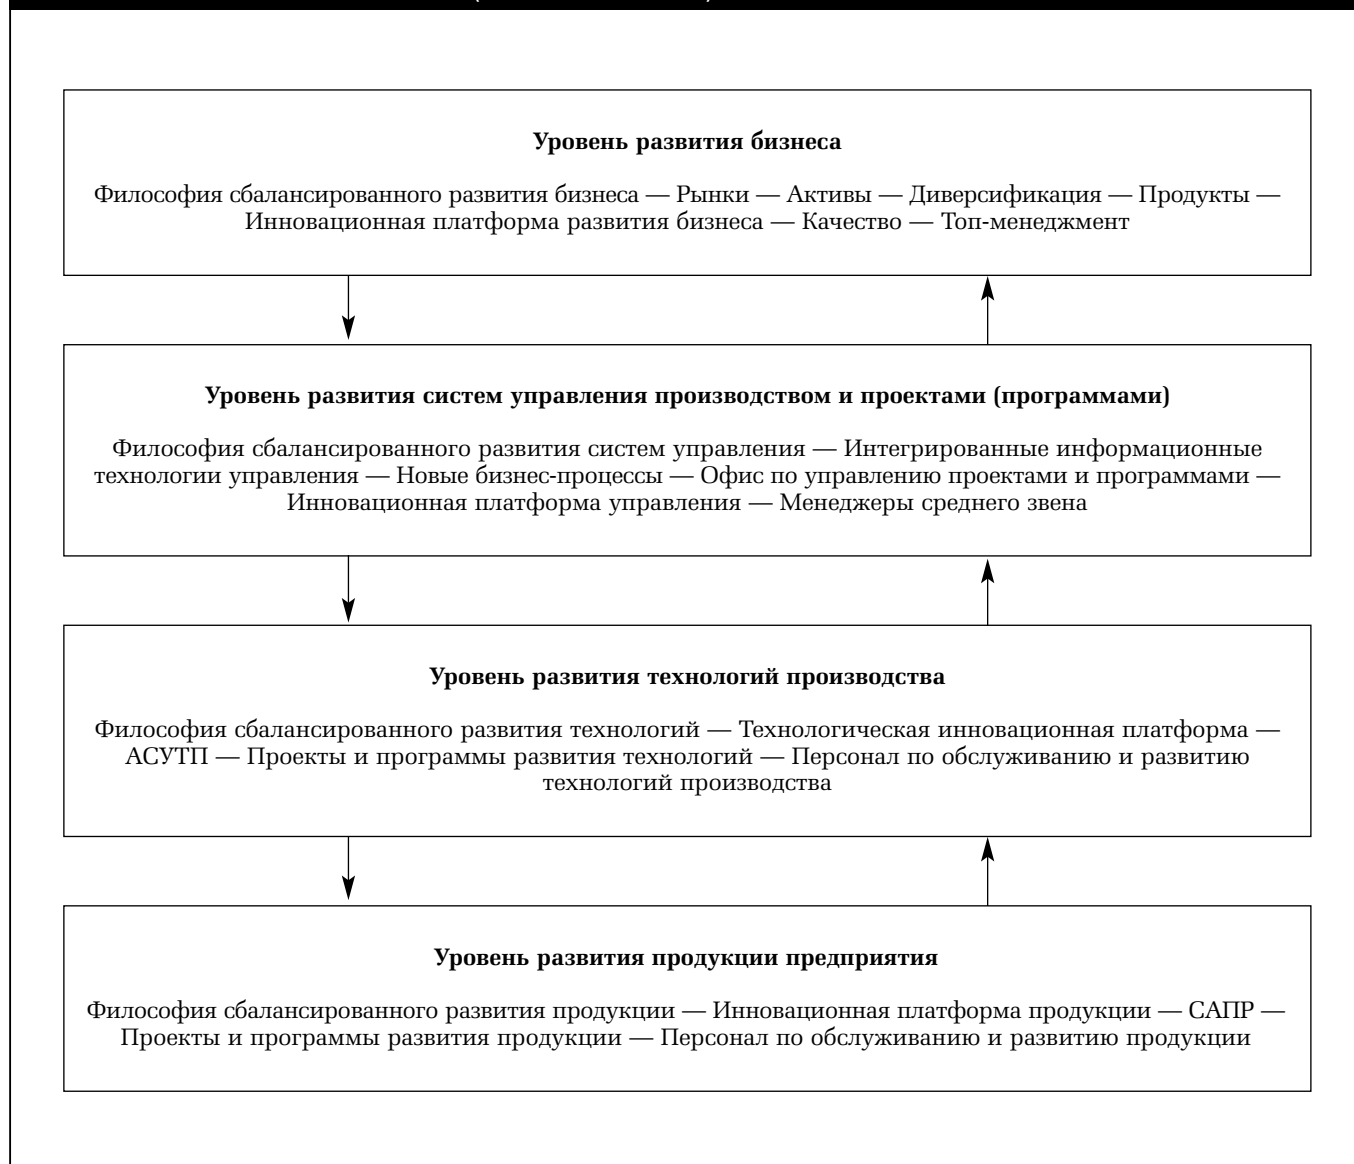 Уровень развития бизнеса
Философия сбалансированного развития бизнеса — Рынки — Активы — Диверсификация — Продукты —
Инновационная платформа развития бизнеса — Качество — Топ-менеджмент
Уровень развития систем управления производством и проектами (программами)
Философия сбалансированного развития систем управления — Интегрированные информационные
технологии управления — Новые бизнес-процессы — Офис по управлению проектами и программами —
Инновационная платформа управления — Менеджеры среднего звена
Уровень развития технологий производства
Философия сбалансированного развития технологий — Технологическая инновационная платформа —
АСУТП — Проекты и программы развития технологий — Персонал по обслуживанию и развитию
технологий производства
Уровень развития продукции предприятия
Философия сбалансированного развития продукции — Инновационная платформа продукции — САПР —
Проекты и программы развития продукции — Персонал по обслуживанию и развитию продукции